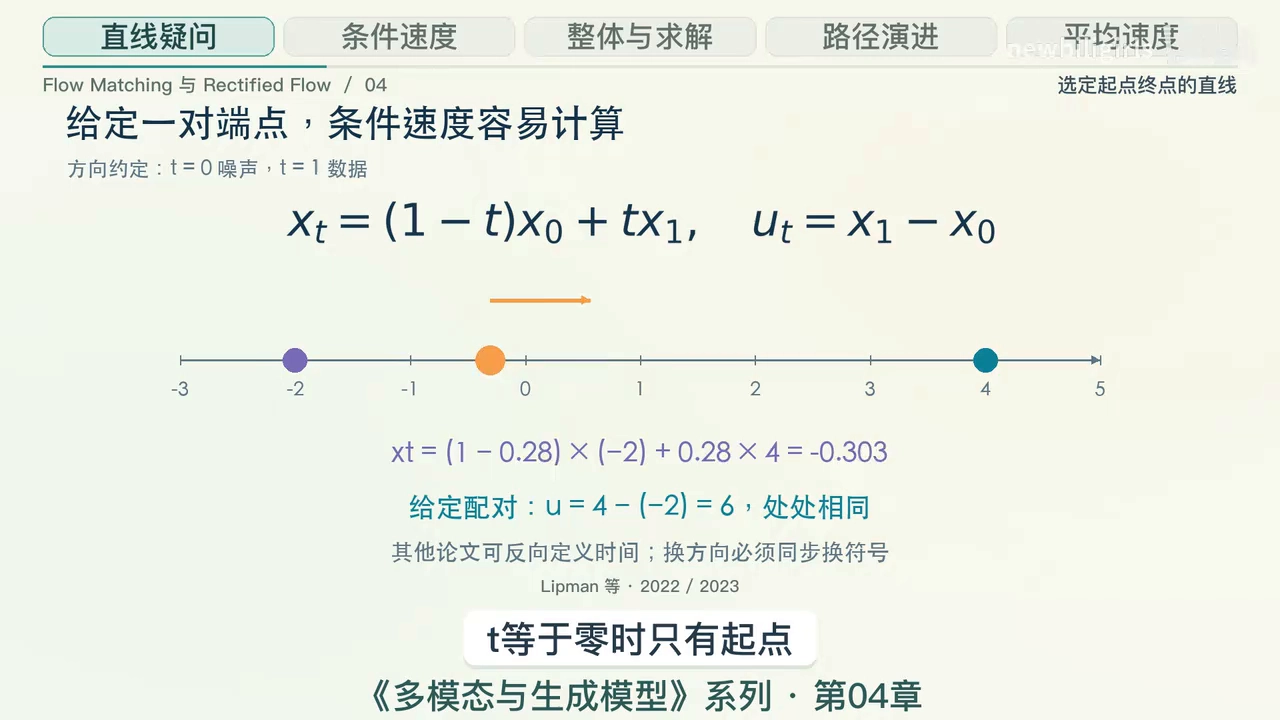 直线疑问
条件速度
整体与求解
路径演进
平均速度
newbiligirls
Flow Matching 与 Rectified Flow / 04
选定起点终点的直线
给定一对端点，条件速度容易计算
方向约定：t = 0 噪声，t = 1 数据
x_t = (1 − t)x_0 + tx_1, u_t = x_1 − x_0
-3 -2 -1 0 1 2 3 4 5
xt = (1 − 0.28) × (−2) + 0.28 × 4 = -0.303
给定配对：u = 4 − (−2) = 6，处处相同
其他论文可反向定义时间；换方向必须同步换符号
Lipman 等 · 2022 / 2023
t等于零时只有起点
《多模态与生成模型》系列 · 第04章